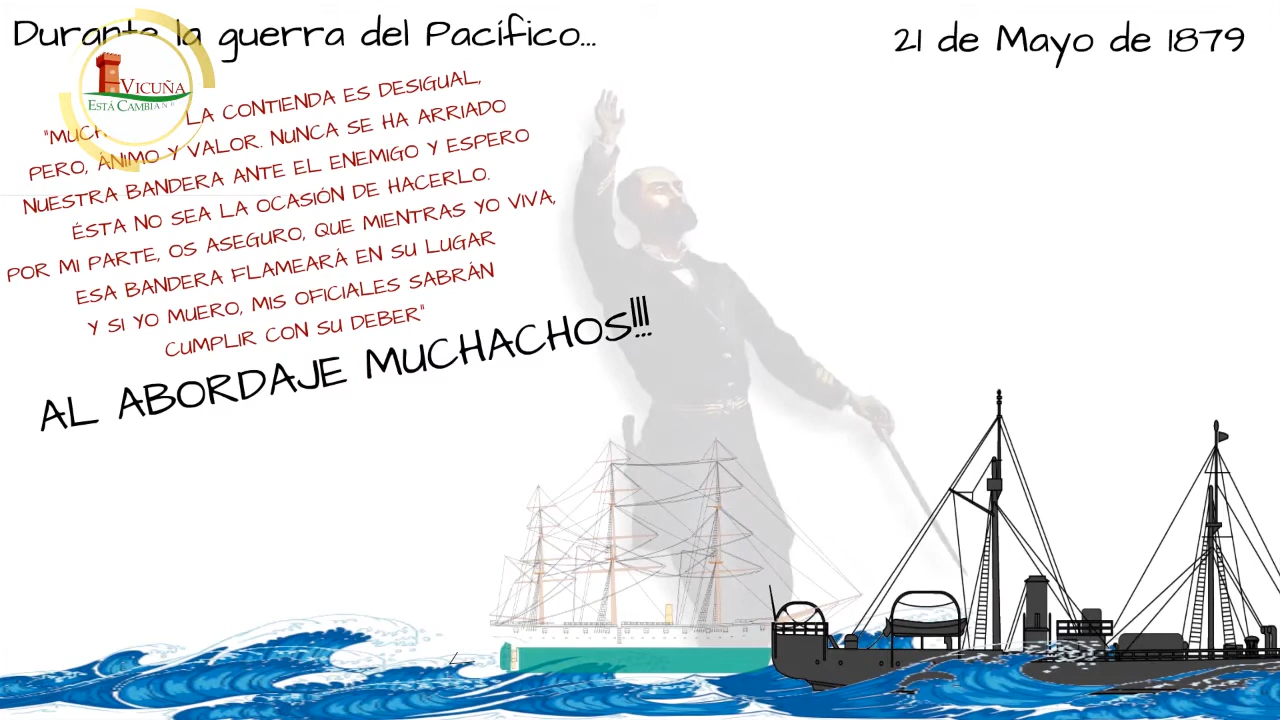 Durante la guerra del Pacífico...
21 de Mayo de 1879
VICUÑA
ESTÁ CAMBIAN
LA CONTIENDA ES DESIGUAL,
PERO, ÁNIMO Y VALOR. NUNCA SE HA ARRIADO
NUESTRA BANDERA ANTE EL ENEMIGO Y ESPERO
ÉSTA NO SEA LA OCASIÓN DE HACERLO.
POR MI PARTE, OS ASEGURO, QUE MIENTRAS YO VIVA,
ESA BANDERA FLAMEARÁ EN SU LUGAR
Y SI YO MUERO, MIS OFICIALES SABRÁN
CUMPLIR CON SU DEBER"
AL ABORDAJE MUCHACHOS!!!